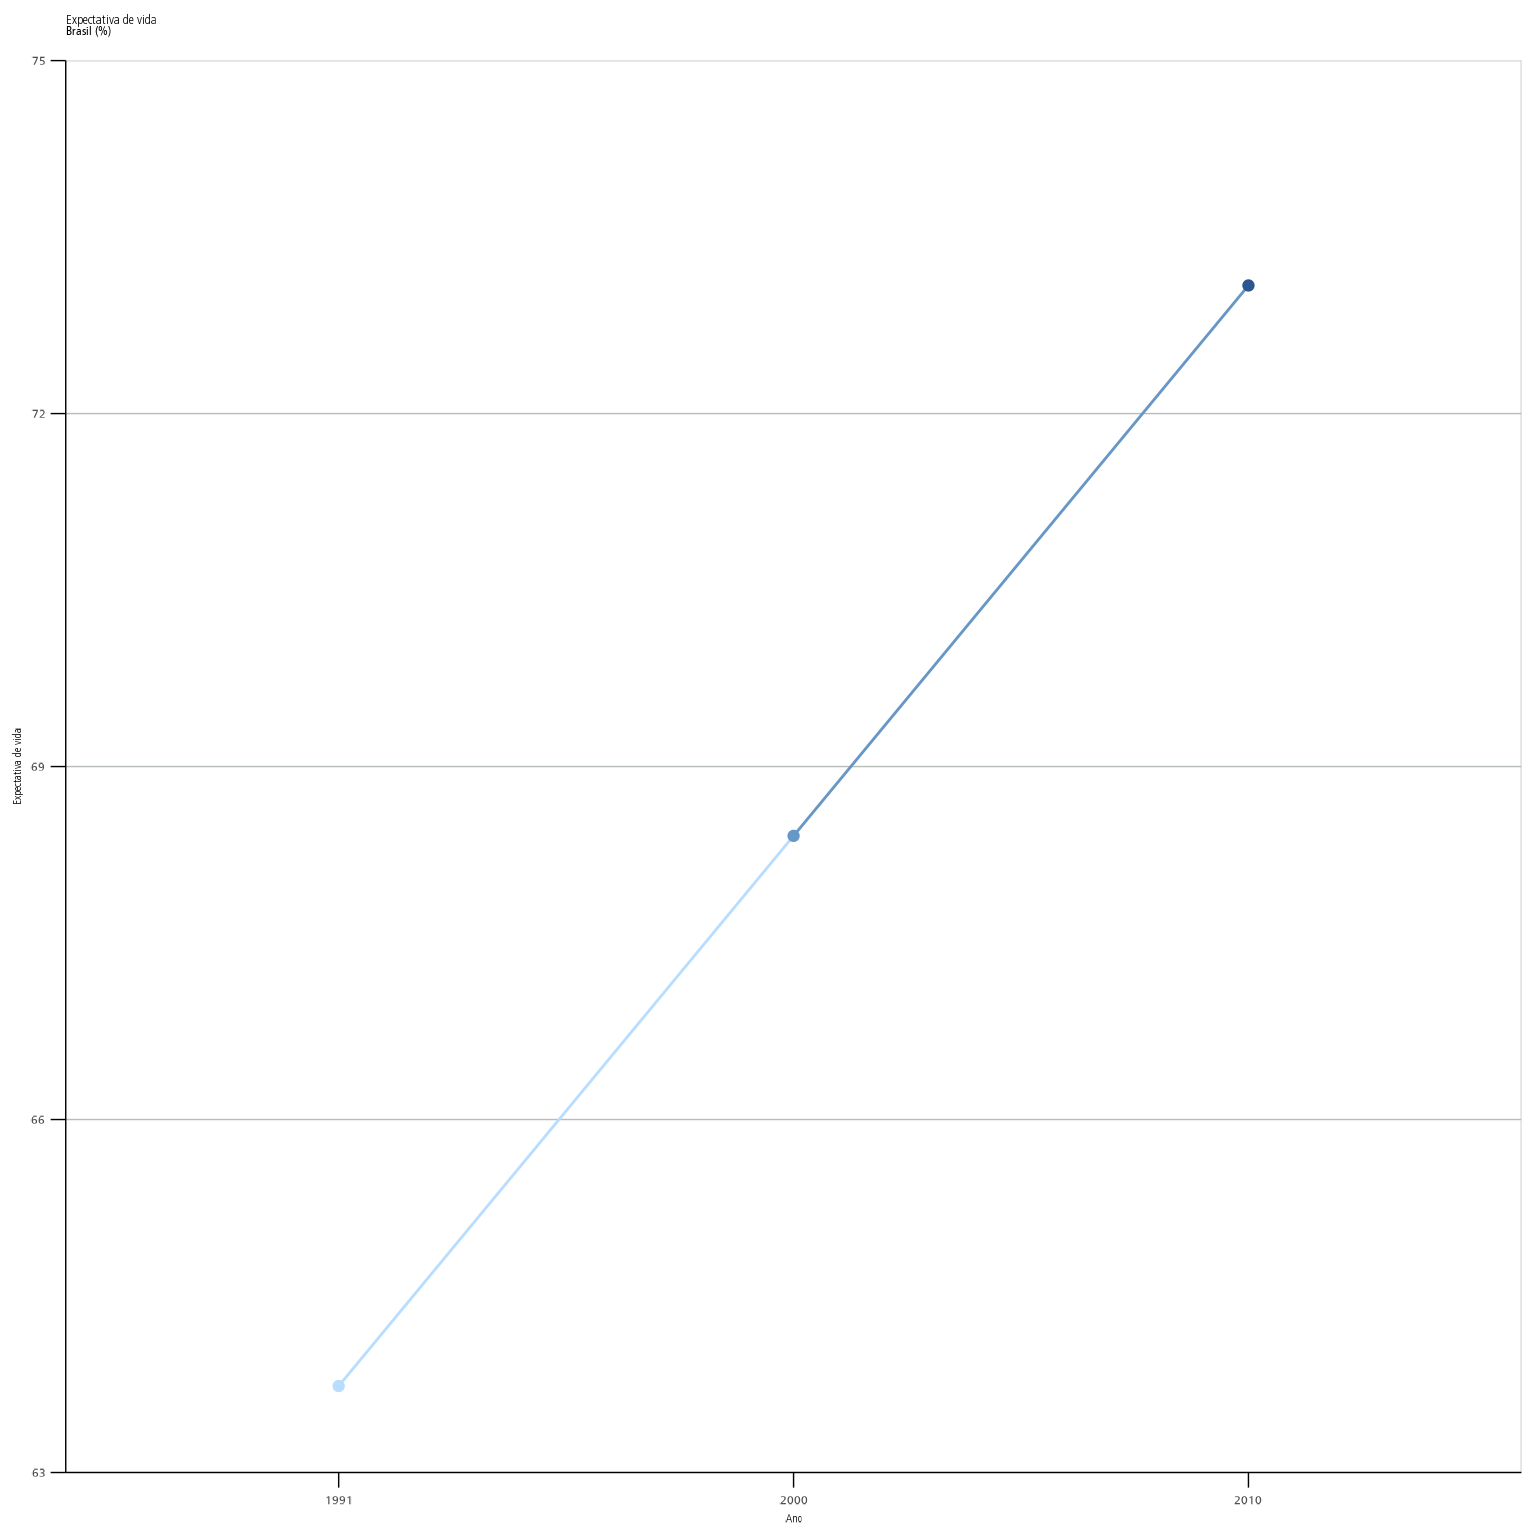 Expectativa de vida
Brasil (%)
75
72
69
66
63
Expectativa de vida
1991
2000
2010
Ano